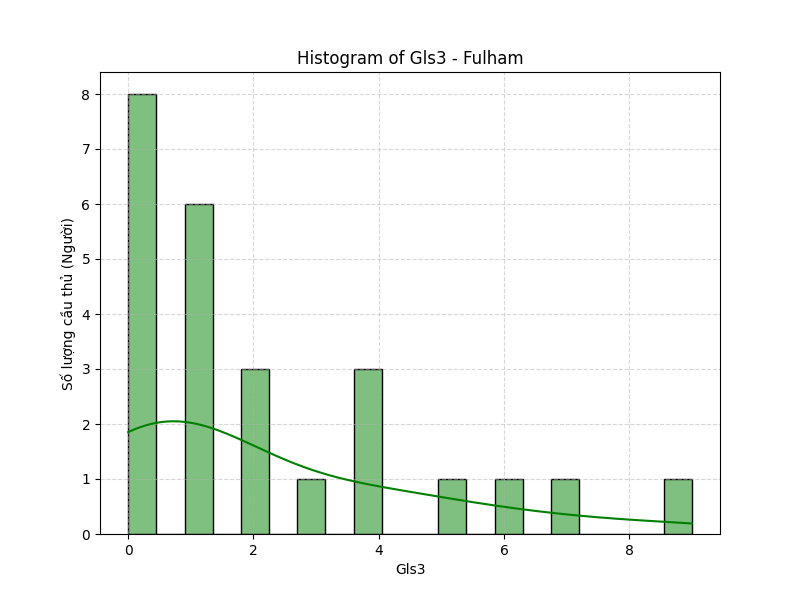 Histogram of Gls3 - Fulham
Số lượng cầu thủ (Người)
8
7
6
5
4
3
2
1
0
0 2 4 6 8
Gls3